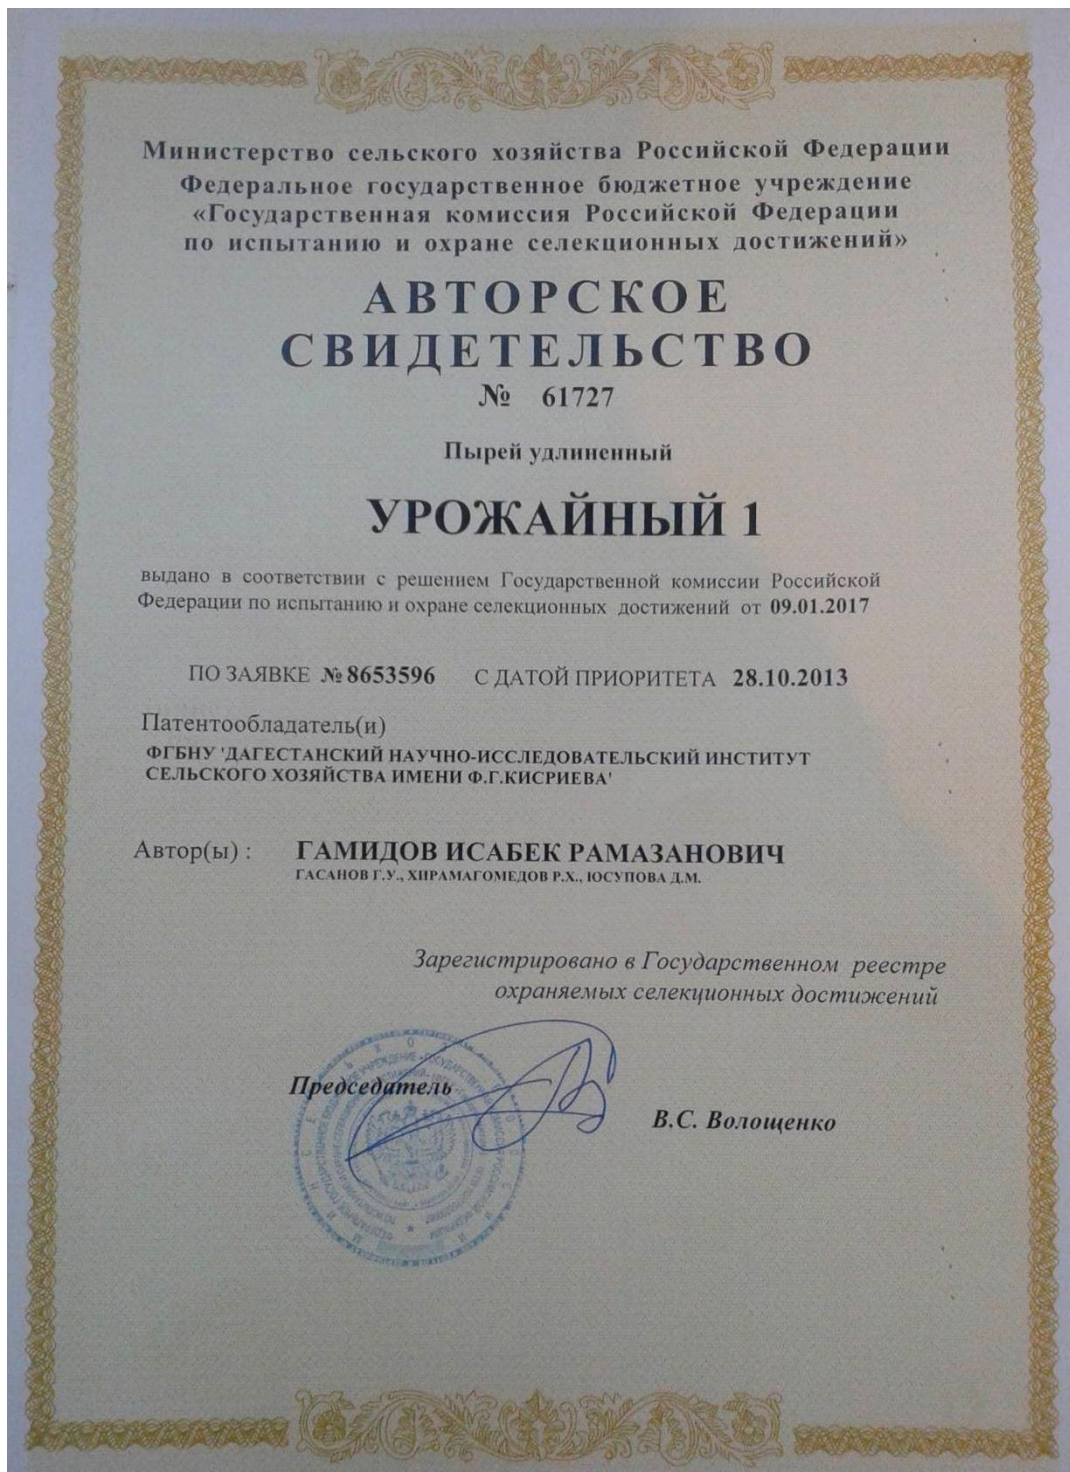 Министерство сельского хозяйства Российской Федерации
Федеральное государственное бюджетное учреждение
«Государственная комиссия Российской Федерации
по испытанию и охране селекционных достижений»
АВТОРСКОЕ
СВИДЕТЕЛЬСТВО
№ 61727
Пырей удлиненный
УРОЖАЙНЫЙ 1
выдано в соответствии с решением Государственной комиссии Российской
Федерации по испытанию и охране селекционных достижений от 09.01.2017
ПО ЗАЯВКЕ № 8653596 С ДАТОЙ ПРИОРИТЕТА 28.10.2013
Патентообладатель(и)
ФГБНУ 'ДАГЕСТАНСКИЙ НАУЧНО-ИССЛЕДОВАТЕЛЬСКИЙ ИНСТИТУТ
СЕЛЬСКОГО ХОЗЯЙСТВА ИМЕНИ Ф.Г.КИСРИЕВА'
Автор(ы) : ГАМИДОВ ИСАБЕК РАМАЗАНОВИЧ
ГАСАНОВ Г.У., ХИРАМАГОМЕДОВ Р.Х., ЮСУПОВА Д.М.
Зарегистрировано в Государственном реестре
охраняемых селекционных достижений
Председатель
В.С. Волощенко